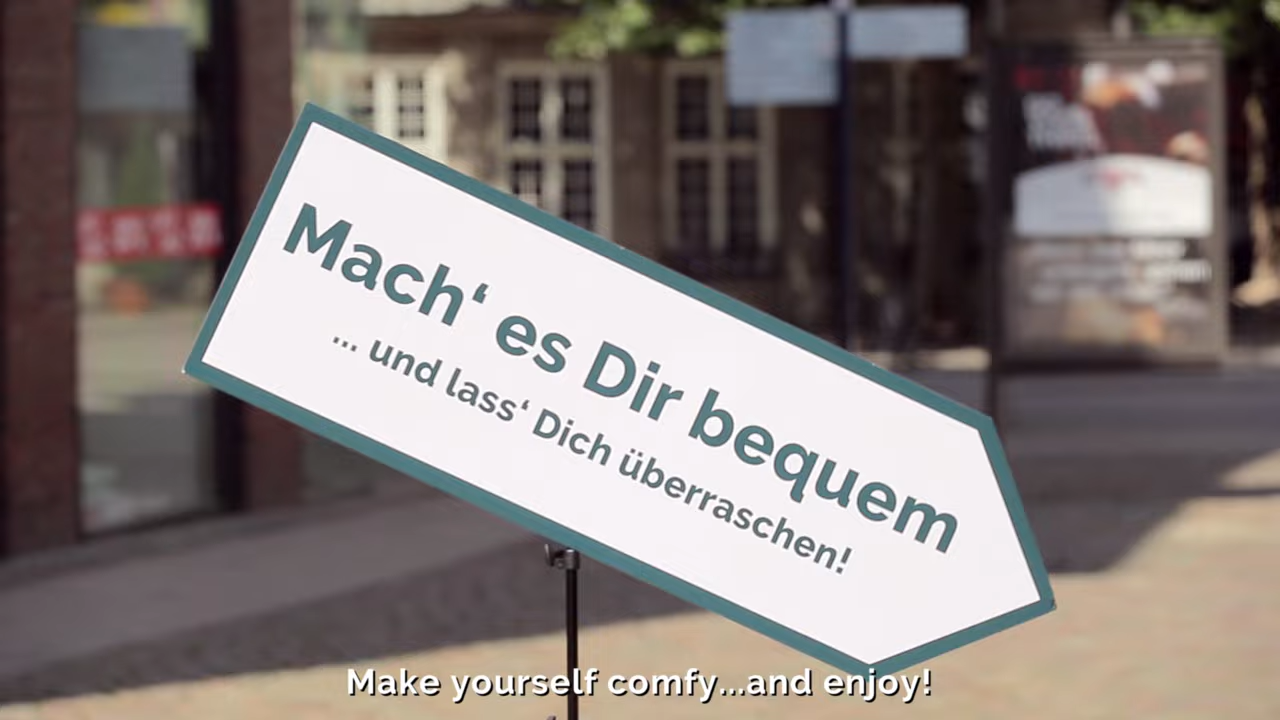 Mach‘ es Dir bequem
... und lass‘ Dich überraschen!
Make yourself comfy...and enjoy!